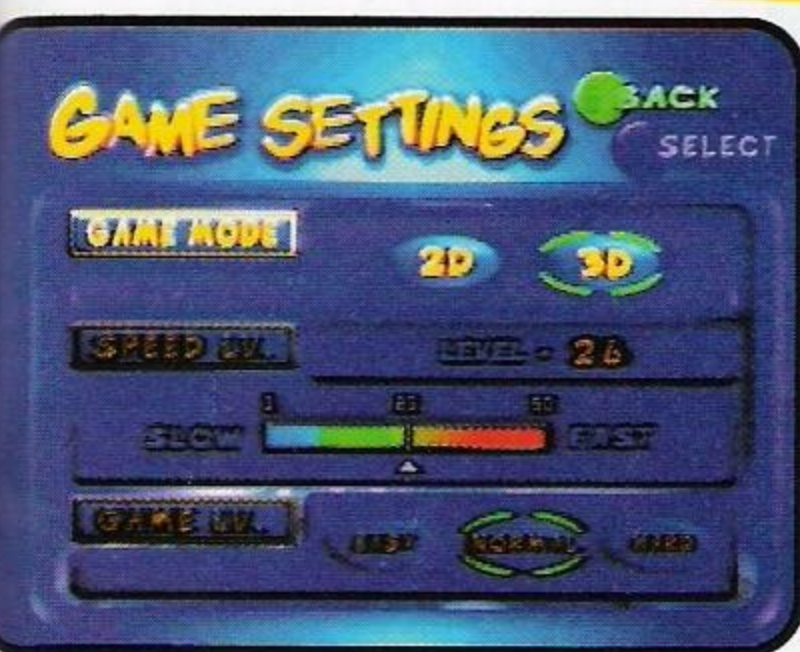 GAME SETTINGS
BACK
SELECT
GAME MODE
2D 3D
SPEED LV.
LEVEL - 26
1 50
SLOW FAST
GAME LV.
EASY NORMAL HARD